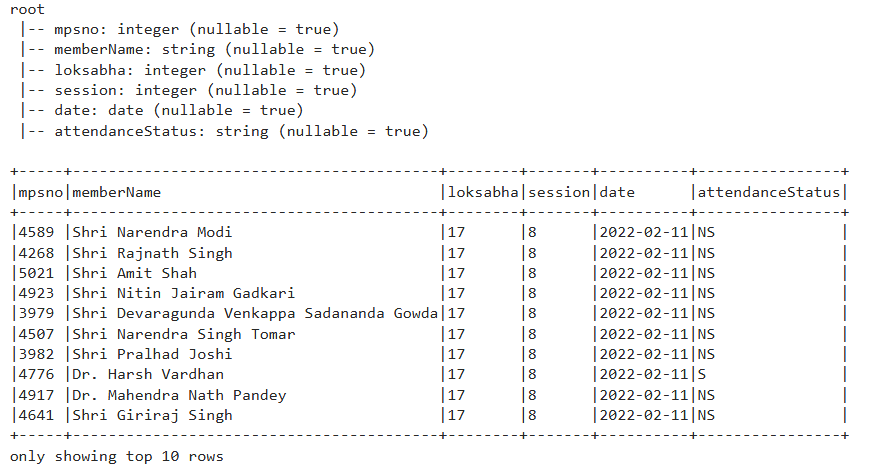 root
 |-- mpsno: integer (nullable = true)
 |-- memberName: string (nullable = true)
 |-- loksabha: integer (nullable = true)
 |-- session: integer (nullable = true)
 |-- date: date (nullable = true)
 |-- attendanceStatus: string (nullable = true)

+-----+----------------------------------------+--------+-------+----------+----------------+
|mpsno|memberName                              |loksabha|session|date      |attendanceStatus|
+-----+----------------------------------------+--------+-------+----------+----------------+
|4589 |Shri Narendra Modi                      |17      |8      |2022-02-11|NS              |
|4268 |Shri Rajnath Singh                      |17      |8      |2022-02-11|NS              |
|5021 |Shri Amit Shah                          |17      |8      |2022-02-11|NS              |
|4923 |Shri Nitin Jairam Gadkari               |17      |8      |2022-02-11|NS              |
|3979 |Shri Devaragunda Venkappa Sadananda Gowda|17      |8      |2022-02-11|NS              |
|4507 |Shri Narendra Singh Tomar               |17      |8      |2022-02-11|NS              |
|3982 |Shri Pralhad Joshi                      |17      |8      |2022-02-11|NS              |
|4776 |Dr. Harsh Vardhan                       |17      |8      |2022-02-11|S               |
|4917 |Dr. Mahendra Nath Pandey                |17      |8      |2022-02-11|NS              |
|4641 |Shri Giriraj Singh                      |17      |8      |2022-02-11|NS              |
+-----+----------------------------------------+--------+-------+----------+----------------+
only showing top 10 rows